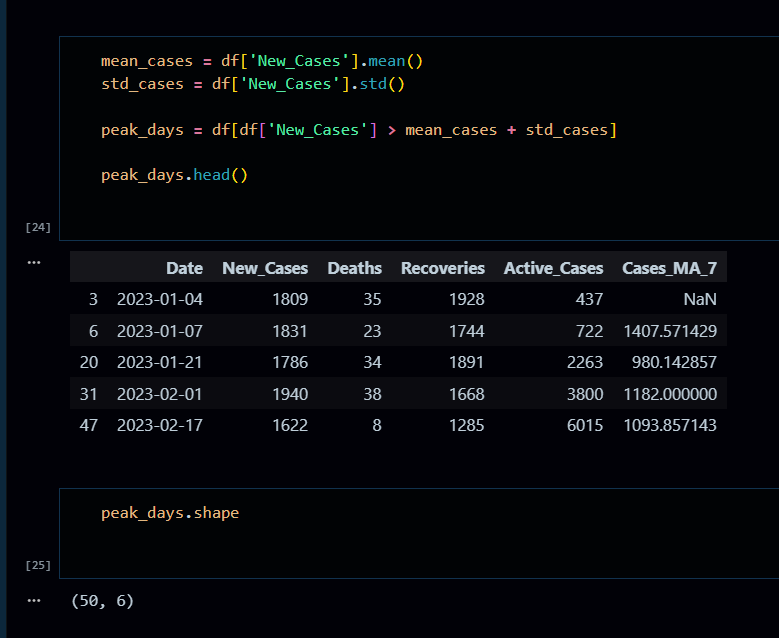 mean_cases = df['New_Cases'].mean()
std_cases = df['New_Cases'].std()
peak_days = df[df['New_Cases'] > mean_cases + std_cases]
peak_days.head()
[24]
...
Date New_Cases Deaths Recoveries Active_Cases Cases_MA_7
3 2023-01-04 1809 35 1928 437 NaN
6 2023-01-07 1831 23 1744 722 1407.571429
20 2023-01-21 1786 34 1891 2263 980.142857
31 2023-02-01 1940 38 1668 3800 1182.000000
47 2023-02-17 1622 8 1285 6015 1093.857143
peak_days.shape
[25]
...
(50, 6)